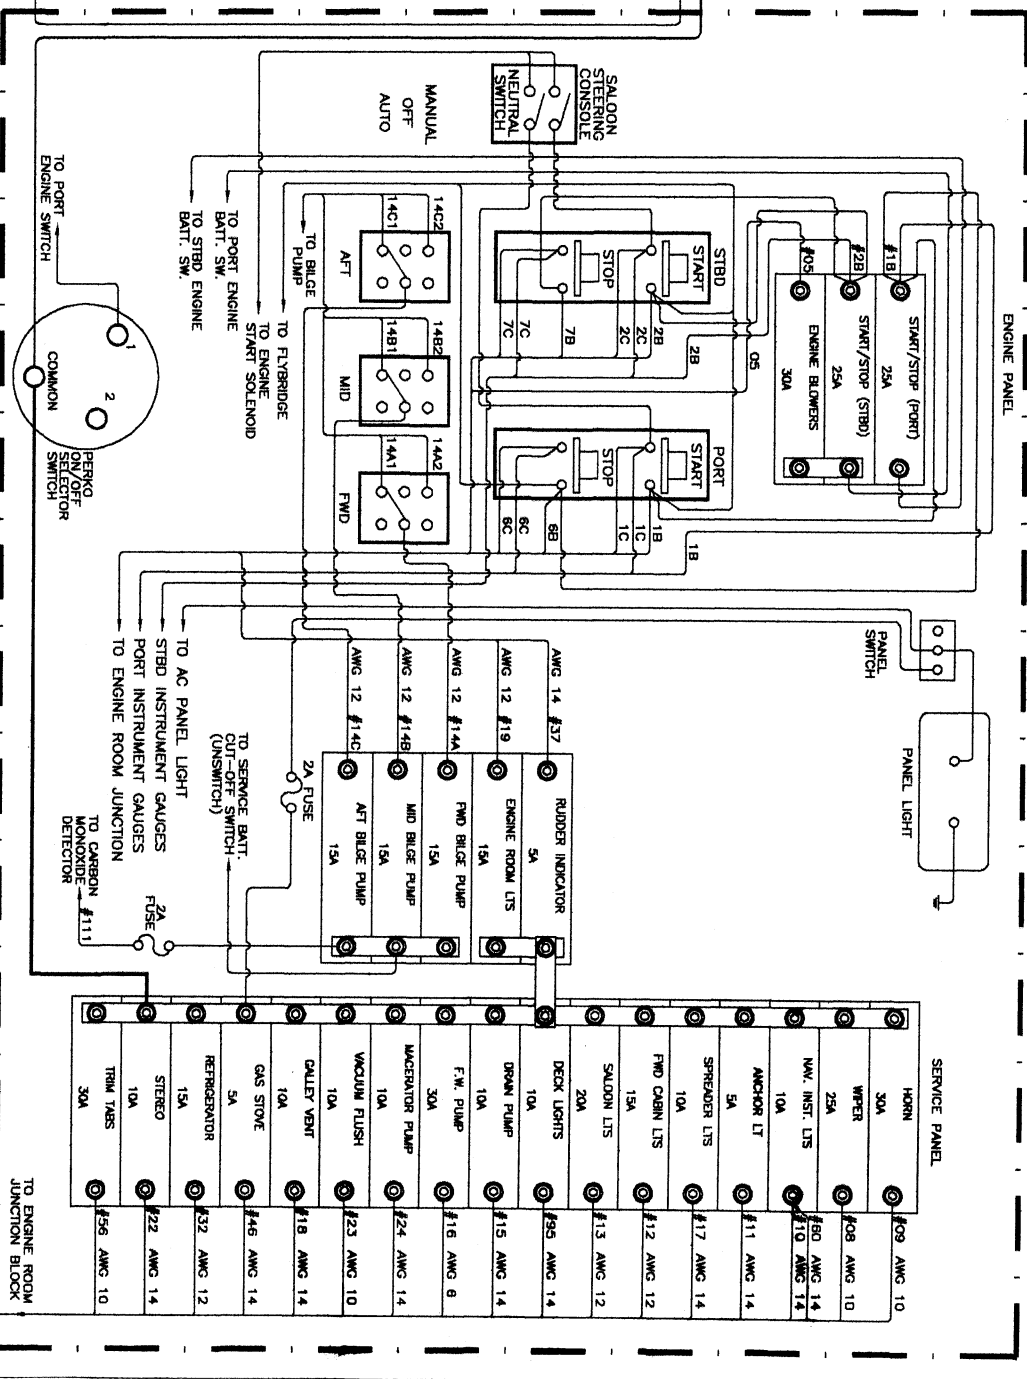 ENGINE PANEL
START/STOP (PORT)
25A
START/STOP (STBD)
25A
ENGINE BLOWERS
30A
#1B
#2B
#05
SALOON
STEERING
CONSOLE
NEUTRAL
SWITCH
STBD
START
STOP
2B
2C
2C
7B
7C
7C
2B
05
PORT
START
STOP
1B
1C
1C
6B
6C
6C
1B
MANUAL
OFF
AUTO
14C2
14C1
AFT
14B2
14B1
MID
14A2
14A1
FWD
TO BILGE
PUMP
TO FLYBRIDGE
TO ENGINE
START SOLENOID
TO PORT ENGINE
BATT. SW.
TO STBD ENGINE
BATT. SW.
TO PORT
ENGINE SWITCH
1
2
COMMON
PERKO
ON/OFF
SELECTOR
SWITCH
PANEL
SWITCH
PANEL LIGHT
TO AC PANEL LIGHT
STBD INSTRUMENT GAUGES
PORT INSTRUMENT GAUGES
TO ENGINE ROOM JUNCTION
AWG 14 #37
AWG 12 #19
AWG 12 #14A
AWG 12 #14B
AWG 12 #14C
RUDDER INDICATOR
5A
ENGINE ROOM LTS
15A
FWD BILGE PUMP
15A
MID BILGE PUMP
15A
AFT BILGE PUMP
15A
2A FUSE
TO SERVICE BATT.
CUT-OFF SWITCH
(UNSWITCH)
2A
FUSE
#111
TO CARBON
MONOXIDE
DETECTOR
SERVICE PANEL
HORN
30A
WIPER
25A
NAV. INST. LTS
10A
ANCHOR LT
5A
SPREADER LTS
10A
FWD CABIN LTS
15A
SALOON LTS
20A
DECK LIGHTS
10A
DRAIN PUMP
10A
F.W. PUMP
30A
MACERATOR PUMP
10A
VACUUM FLUSH
10A
GALLEY VENT
10A
GAS STOVE
5A
REFRIGERATOR
15A
STEREO
10A
TRIM TABS
30A
#09 AWG 10
#08 AWG 10
#60 AWG 14
#10 AWG 14
#11 AWG 14
#17 AWG 14
#12 AWG 12
#13 AWG 12
#95 AWG 14
#15 AWG 14
#16 AWG 6
#24 AWG 14
#23 AWG 10
#18 AWG 14
#46 AWG 14
#32 AWG 12
#22 AWG 14
#56 AWG 10
TO ENGINE ROOM
JUNCTION BLOCK